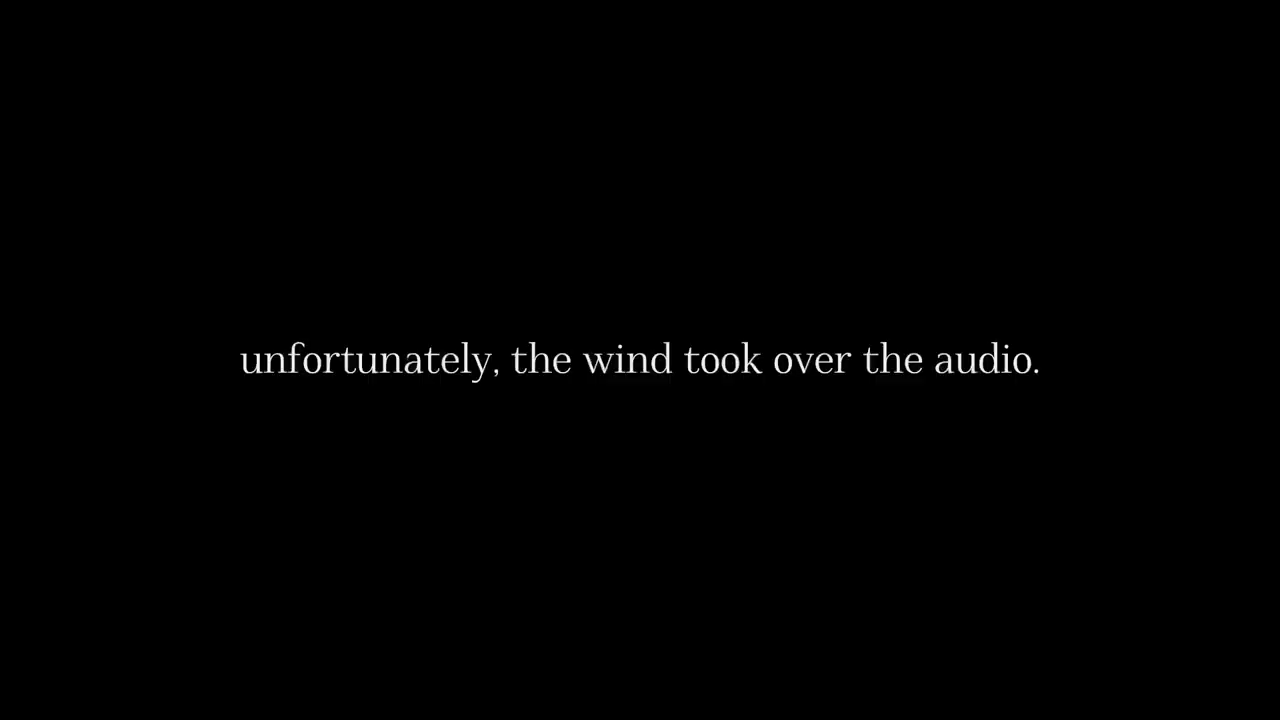 unfortunately, the wind took over the audio.